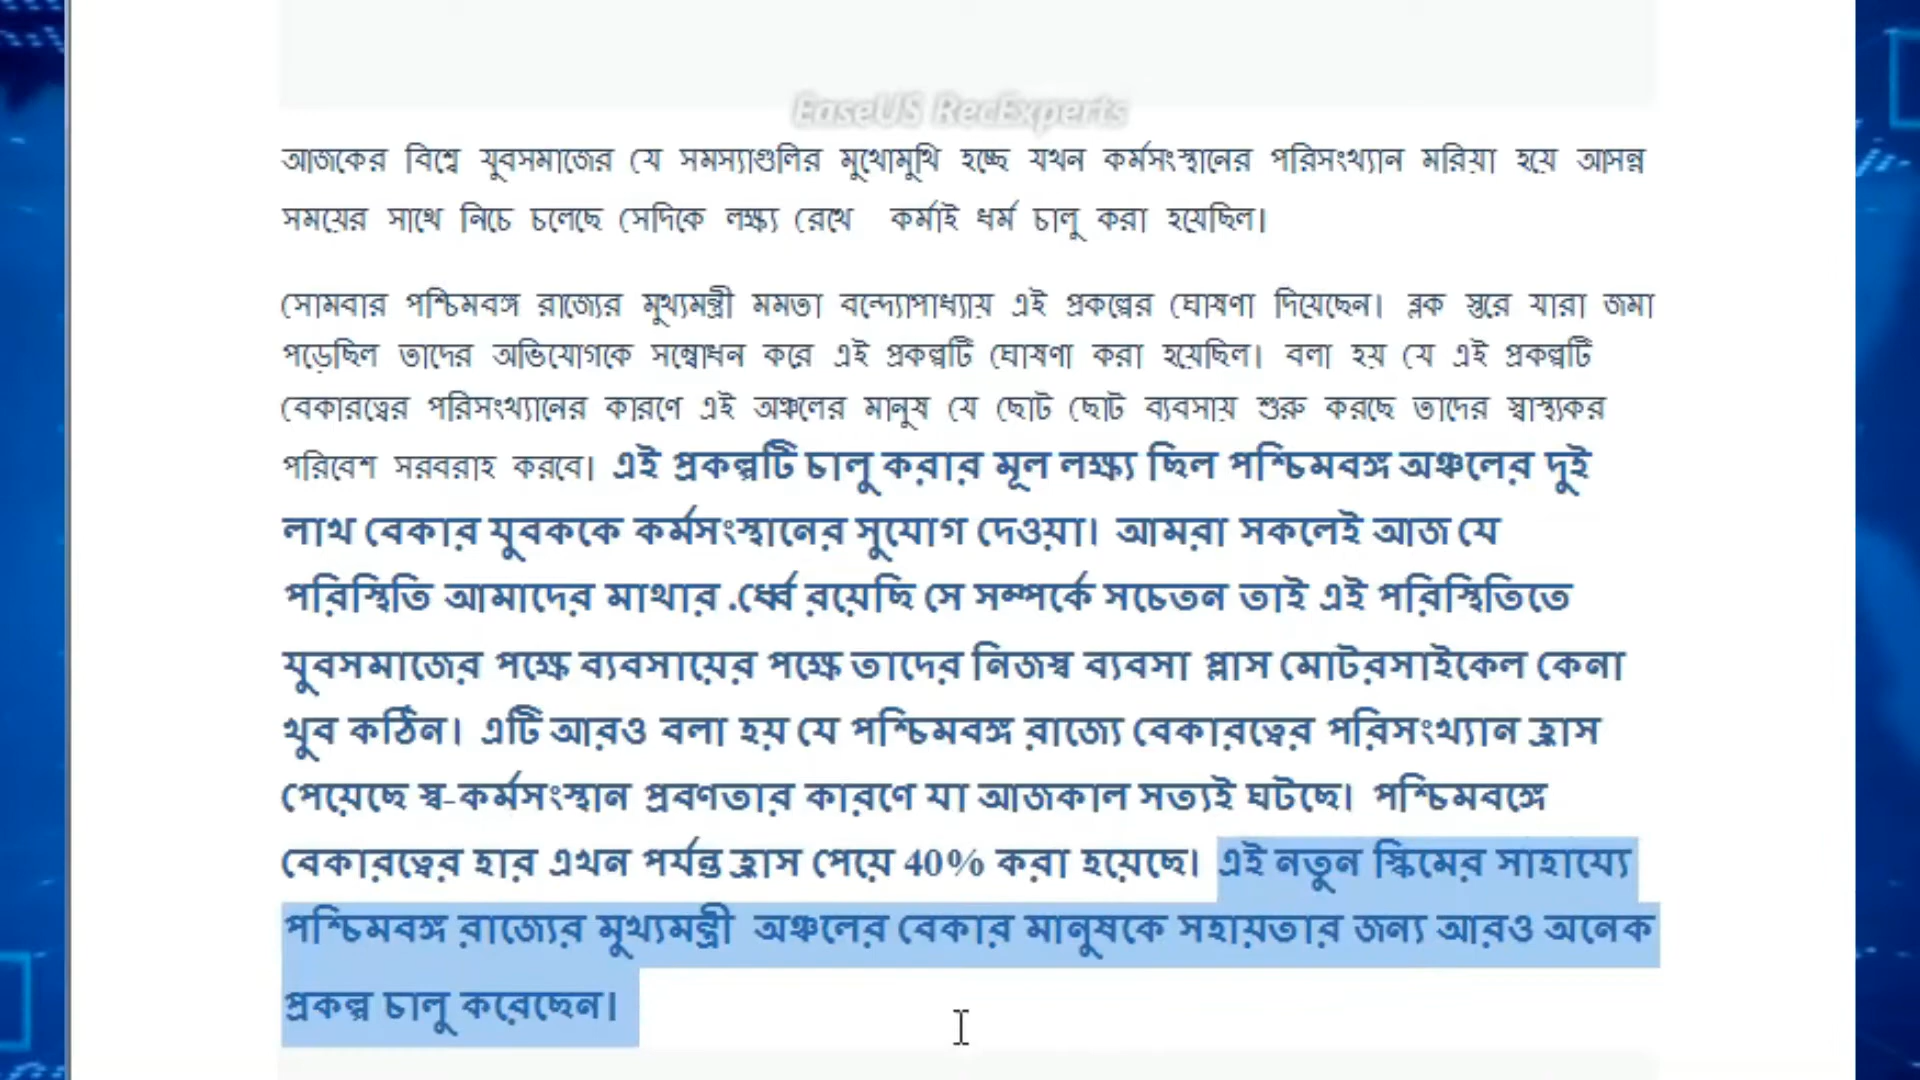 EaseUS RecExperts
আজকের বিশ্বে যুবসমাজের যে সমস্যাগুলির মুখোমুখি হচ্ছে যখন কর্মসংস্থানের পরিসংখ্যান মরিয়া হয়ে আসন্ন
সময়ের সাথে নিচে চলেছে সেদিকে লক্ষ্য রেখে কর্মাই ধর্ম চালু করা হয়েছিল।
সোমবার পশ্চিমবঙ্গ রাজ্যের মুখ্যমন্ত্রী মমতা বন্দ্যোপাধ্যায় এই প্রকল্পের ঘোষণা দিয়েছেন। ব্লক স্তরে যারা জমা
পড়েছিল তাদের অভিযোগকে সম্বোধন করে এই প্রকল্পটি ঘোষণা করা হয়েছিল। বলা হয় যে এই প্রকল্পটি
বেকারত্বের পরিসংখ্যানের কারণে এই অঞ্চলের মানুষ যে ছোট ছোট ব্যবসায় শুরু করছে তাদের স্বাস্থ্যকর
পরিবেশ সরবরাহ করবে। এই প্রকল্পটি চালু করার মূল লক্ষ্য ছিল পশ্চিমবঙ্গ অঞ্চলের দুই
লাখ বেকার যুবককে কর্মসংস্থানের সুযোগ দেওয়া। আমরা সকলেই আজ যে
পরিস্থিতি আমাদের মাথার .র্ধ্বে রয়েছি সে সম্পর্কে সচেতন তাই এই পরিস্থিতিতে
যুবসমাজের পক্ষে ব্যবসায়ের পক্ষে তাদের নিজস্ব ব্যবসা প্লাস মোটরসাইকেল কেনা
খুব কঠিন। এটি আরও বলা হয় যে পশ্চিমবঙ্গ রাজ্যে বেকারত্বের পরিসংখ্যান হ্রাস
পেয়েছে স্ব-কর্মসংস্থান প্রবণতার কারণে যা আজকাল সত্যই ঘটছে। পশ্চিমবঙ্গে
বেকারত্বের হার এখন পর্যন্ত হ্রাস পেয়ে 40% করা হয়েছে। এই নতুন স্কিমের সাহায্যে
পশ্চিমবঙ্গ রাজ্যের মুখ্যমন্ত্রী অঞ্চলের বেকার মানুষকে সহায়তার জন্য আরও অনেক
প্রকল্প চালু করেছেন।